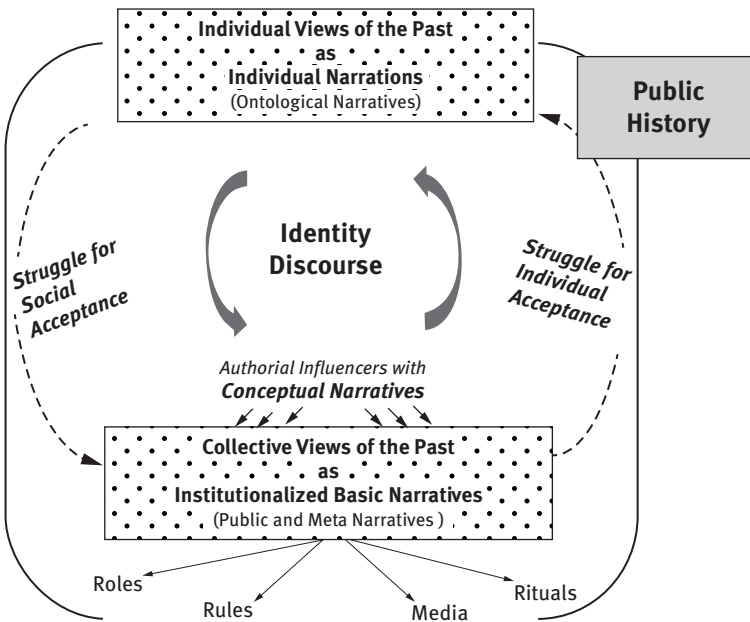 Individual Views of the Past
as
Individual Narrations
(Ontological Narratives)
Public
History
Identity
Discourse
Struggle for
Social
Acceptance
Struggle for
Individual
Acceptance
Authorial Influencers with
Conceptual Narratives
Collective Views of the Past
as
Institutionalized Basic Narratives
(Public and Meta Narratives )
Roles
Rules
Media
Rituals